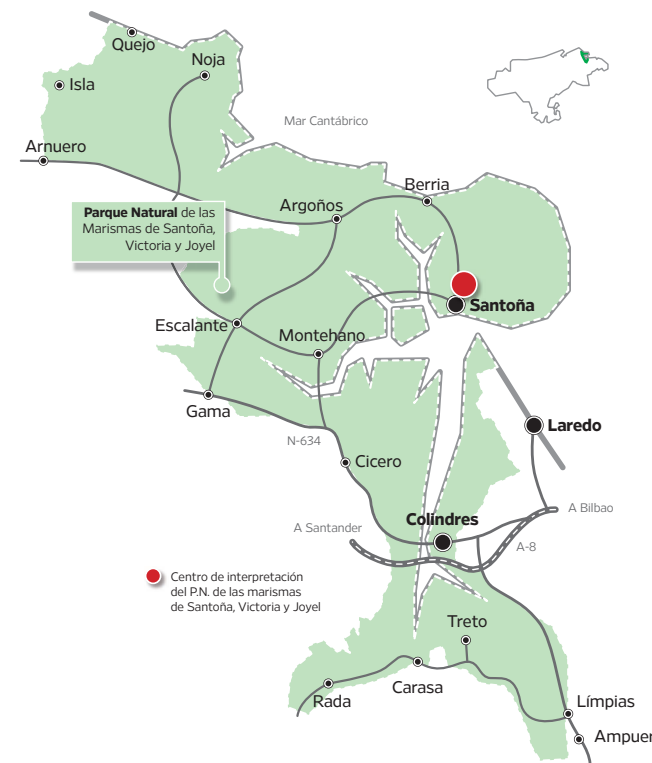 Quejo
Noja
Isla
Mar Cantábrico
Arnuero
Berria
Argoños
Parque Natural de las
Marismas de Santoña,
Victoria y Joyel
Santoña
Escalante
Montehano
Gama
Laredo
N-634
Cicero
A Bilbao
Colindres
A Santander
A-8
Centro de interpretación
del P.N. de las marismas
de Santoña, Victoria y Joyel
Treto
Carasa
Rada
Límpias
Ampuer